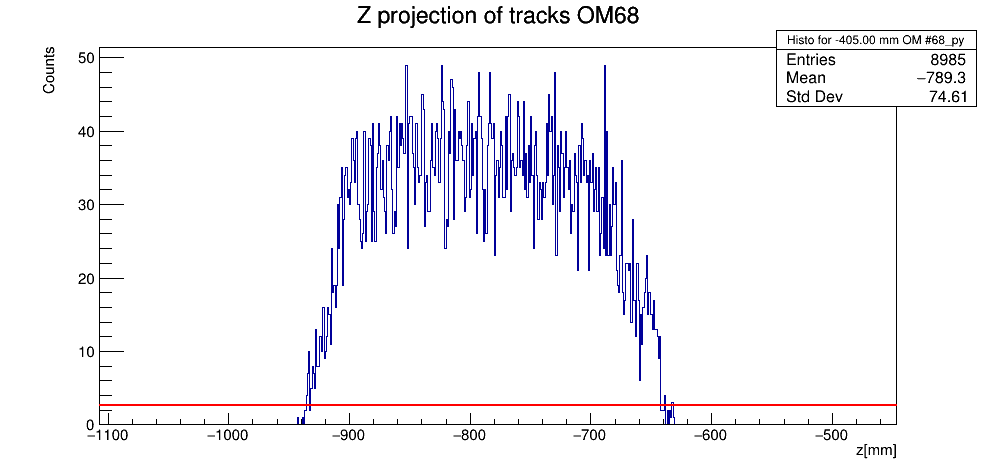 Z projection of tracks OM68
Histo for -405.00 mm OM #68_py
Entries 8985
Mean −789.3
Std Dev 74.61
Counts
50
40
30
20
10
0
−1100 −1000 −900 −800 −700 −600 −500
z[mm]